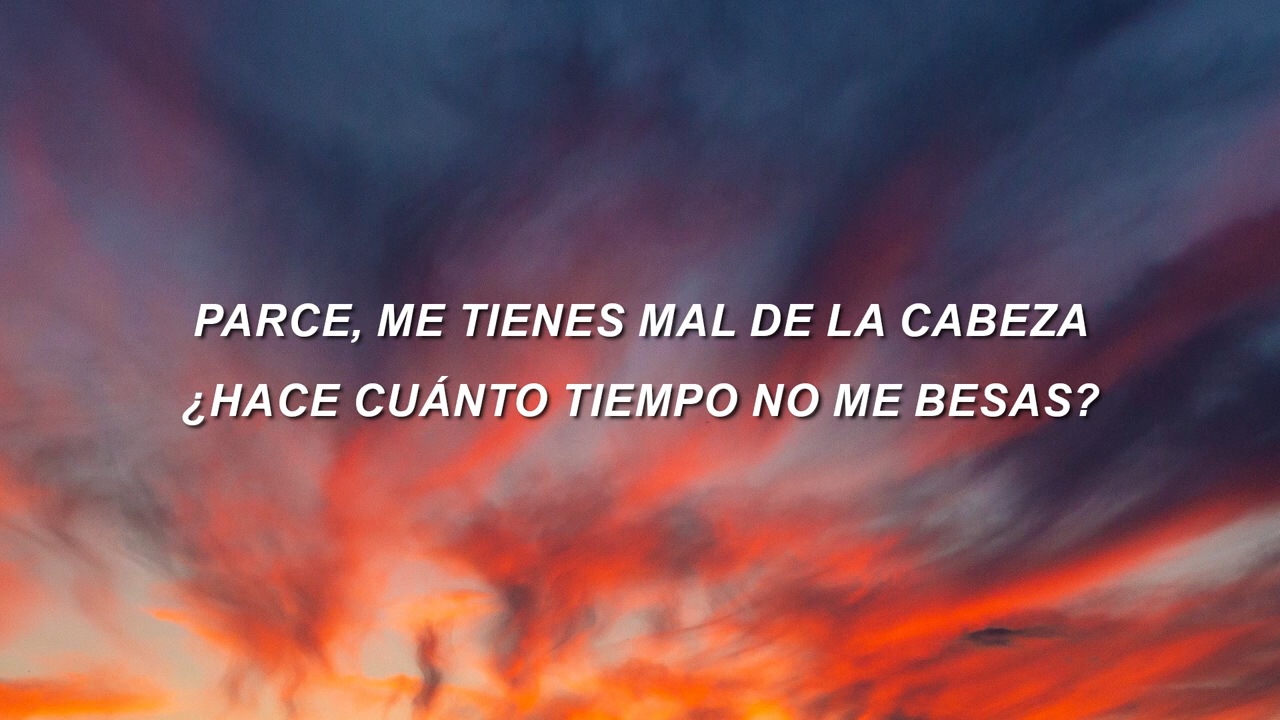 PARCE, ME TIENES MAL DE LA CABEZA
¿HACE CUÁNTO TIEMPO NO ME BESAS?